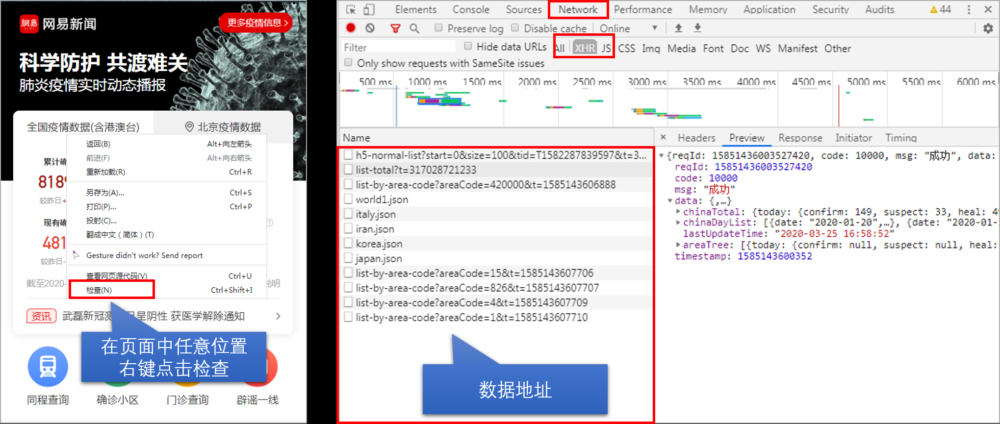 網易
NEWS
网易新闻
更多疫情信息
科学防护 共渡难关
肺炎疫情实时动态播报
全国疫情数据(含港澳台)
北京疫情数据
累计确
8189
较昨日+
现有确
481
较昨日-
截至2020-
说明
返回(B) Alt+向左箭头
前进(F) Alt+向右箭头
重新加载(R) Ctrl+R
另存为(A)... Ctrl+S
打印(P)... Ctrl+P
投射(C)...
翻成中文（简体）(T)
Gesture didn't work? Send report
查看网页源代码(V) Ctrl+U
检查(N) Ctrl+Shift+I
资讯 武磊新冠测 呈阴性 获医学解除通知
在页面中任意位置
右键点击检查
同程查询
确诊小区
门诊查询
辟谣一线
Elements Console Sources Network Performance Memory Application Security Audits 44
Preserve log Disable cache Online
Filter Hide data URLs All XHR JS CSS Img Media Font Doc WS Manifest Other
Only show requests with SameSite issues
500 ms 1000 ms 1500 ms 2000 ms 2500 ms 3000 ms 3500 ms 4000 ms 4500 ms 5000 ms 5500 ms 6000 ms
Name
h5-normal-list?start=0&size=100&tid=T1582287839597&t=3...
list-total?t=317028721233
list-by-area-code?areaCode=420000&t=1585143606888
world1.json
italy.json
iran.json
korea.json
japan.json
list-by-area-code?areaCode=15&t=1585143607706
list-by-area-code?areaCode=826&t=1585143607707
list-by-area-code?areaCode=4&t=1585143607709
list-by-area-code?areaCode=1&t=1585143607710
数据地址
× Headers Preview Response Initiator Timing
{reqId: 15851436003527420, code: 10000, msg: "成功", data:
reqId: 15851436003527420
code: 10000
msg: "成功"
data: {,…}
chinaTotal: {today: {confirm: 149, suspect: 33, heal: 49
chinaDayList: [{date: "2020-01-20",…}, {date: "2020-01-
lastUpdateTime: "2020-03-25 16:58:52"
areaTree: [{today: {confirm: null, suspect: null, heal:
timestamp: 1585143600352